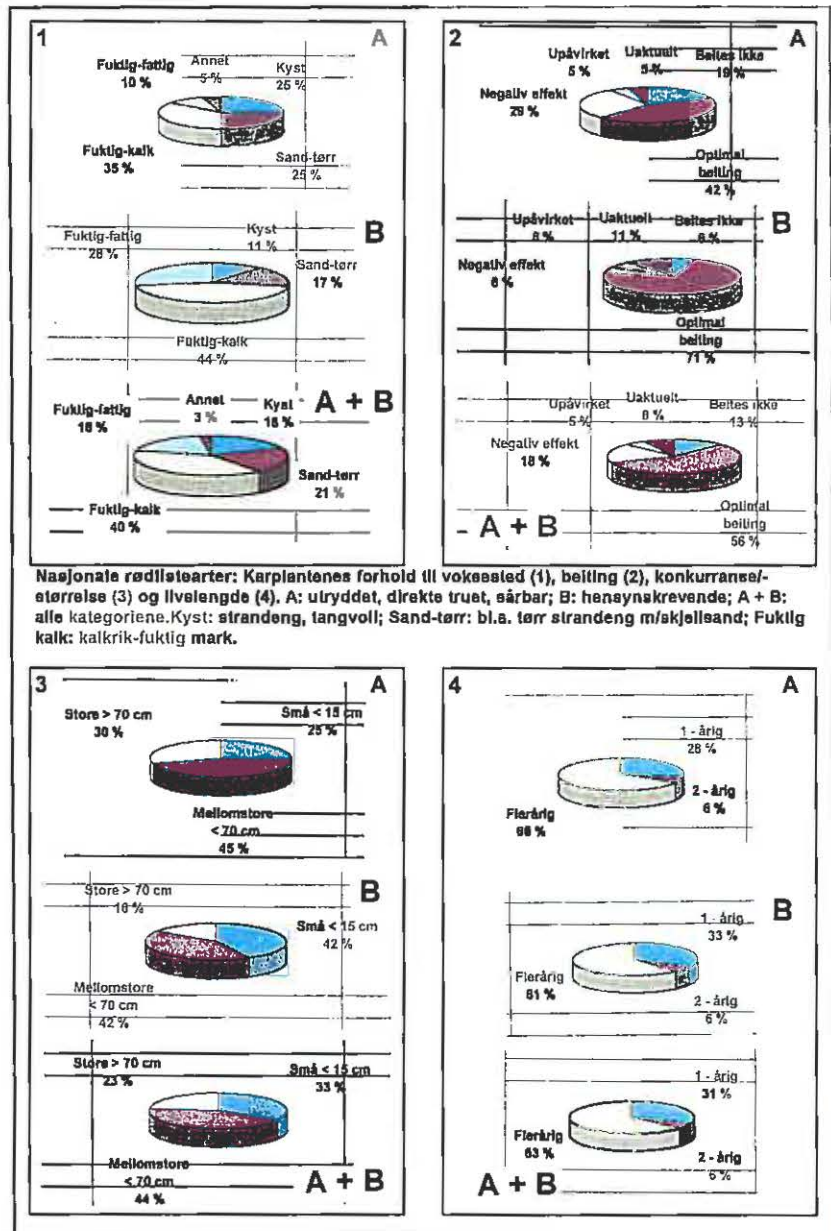 1
A
Fuktig-fattig
10 %
Annet
5 %
Kyst
25 %
Fuktig-kalk
35 %
Sand-tørr
25 %
B
Fuktig-fattig
28 %
Kyst
11 %
Sand-tørr
17 %
Fuktig-kalk
44 %
A + B
Fuktig-fattig
18 %
Annet
3 %
Kyst
18 %
Sand-tørr
21 %
Fuktig-kalk
40 %
2
A
Upåvirket
5 %
Uaktuelt
5 %
Beites ikke
19 %
Negativ effekt
29 %
Optimal
beiting
42 %
B
Upåvirket
6 %
Uaktuelt
11 %
Beites ikke
6 %
Negativ effekt
6 %
Optimal
beiting
71 %
Upåvirket
5 %
Uaktuelt
8 %
Beites ikke
13 %
Negativ effekt
18 %
Optimal
beiting
56 %
A + B
Nasjonale rødlistearter: Karplantenes forhold til voksested (1), beiting (2), konkurranse/-
størrelse (3) og livslengde (4). A: utryddet, direkte truet, sårbar; B: hensynskrevende; A + B:
alle kategoriene.Kyst: strandeng, tangvoll; Sand-tørr: bl.a. tørr strandeng m/skjellsand; Fuktig
kalk: kalkrik-fuktig mark.
3
A
Store > 70 cm
30 %
Små < 15 cm
25 %
Mellomstore
< 70 cm
45 %
B
Store > 70 cm
16 %
Små < 15 cm
42 %
Mellomstore
< 70 cm
42 %
Store > 70 cm
23 %
Små < 15 cm
33 %
Mellomstore
< 70 cm
44 %
A + B
4
A
1 - årig
28 %
2 - årig
6 %
Flerårig
66 %
B
1 - årig
33 %
Flerårig
61 %
2 - årig
6 %
1 - årig
31 %
Flerårig
63 %
2 - årig
6 %
A + B